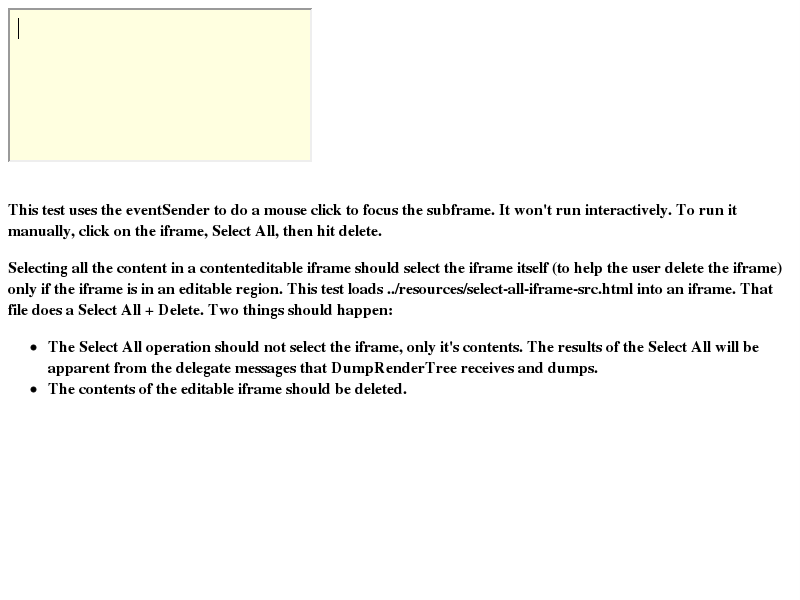 This test uses the eventSender to do a mouse click to focus the subframe. It won't run interactively. To run it
manually, click on the iframe, Select All, then hit delete.
Selecting all the content in a contenteditable iframe should select the iframe itself (to help the user delete the iframe)
only if the iframe is in an editable region. This test loads ../resources/select-all-iframe-src.html into an iframe. That
file does a Select All + Delete. Two things should happen:
• The Select All operation should not select the iframe, only it's contents. The results of the Select All will be
apparent from the delegate messages that DumpRenderTree receives and dumps.
• The contents of the editable iframe should be deleted.